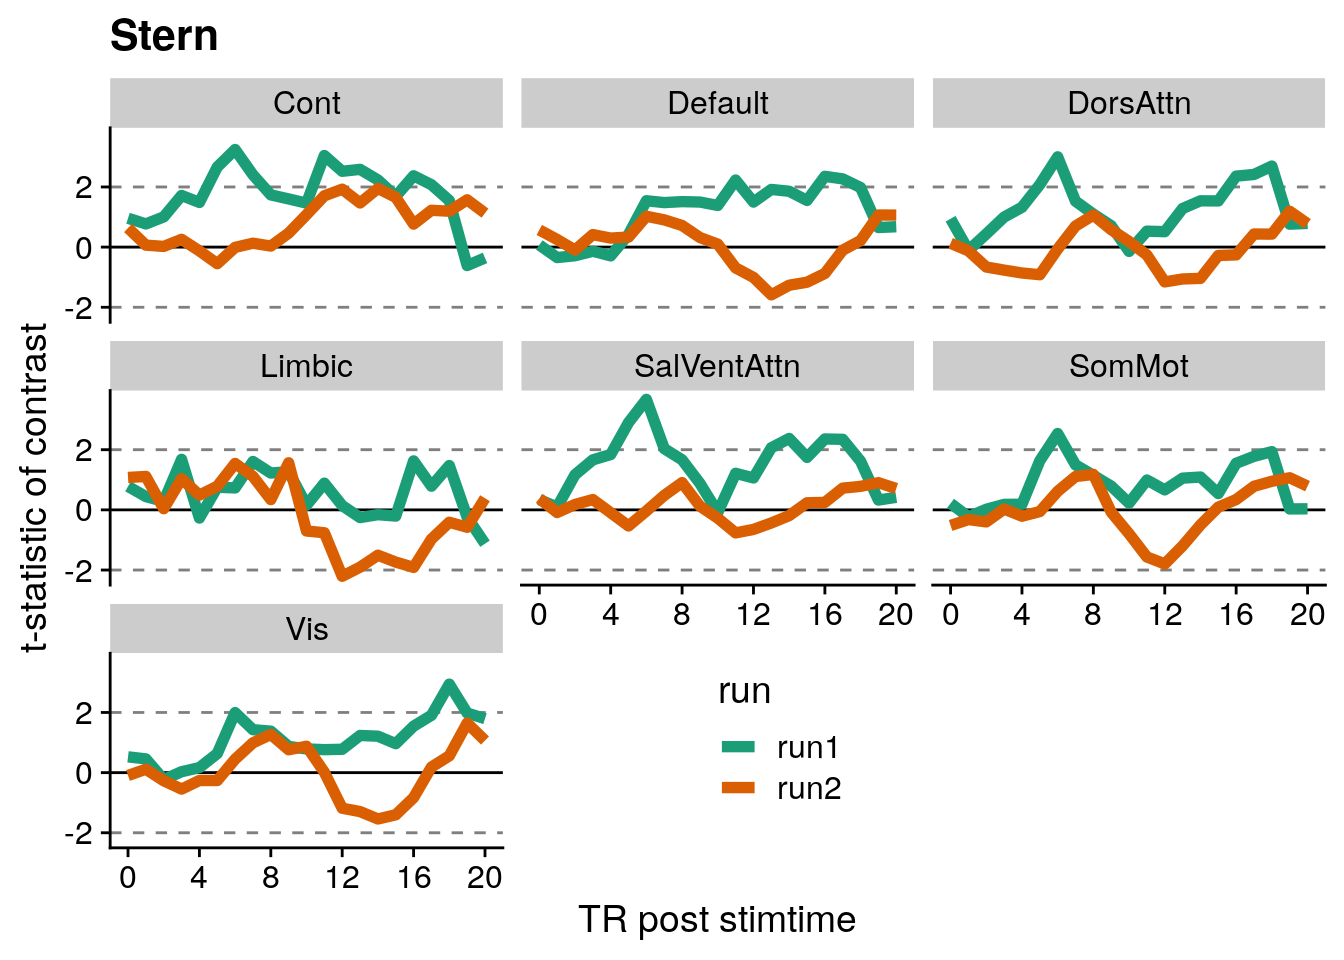 Stern
Cont Default DorsAttn
2
0
-2
Limbic SalVentAttn SomMot
2
0
-2
0 4 8 12 16 20 0 4 8 12 16 20
Vis
2
0
-2
0 4 8 12 16 20
t-statistic of contrast
run
run1
run2
TR post stimtime